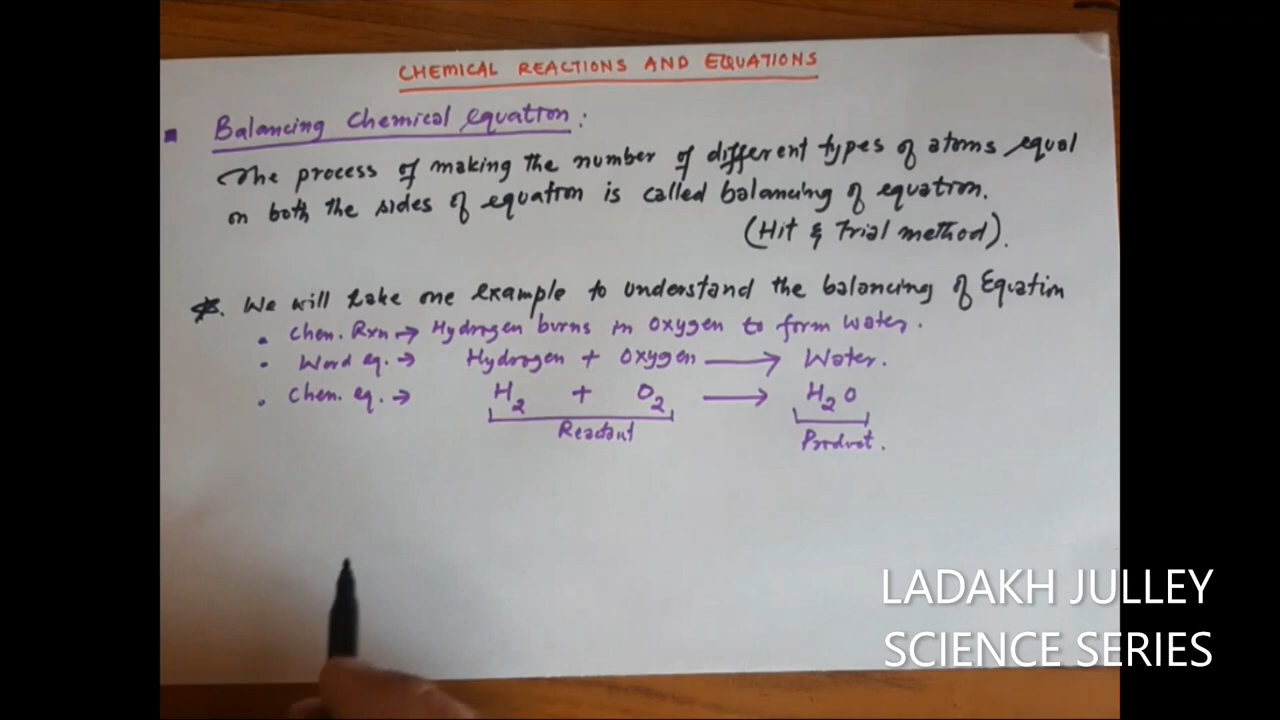 CHEMICAL REACTIONS AND EQUATIONS
Balancing Chemical equation:
The process of making the number of different types of atoms equal
on both the sides of equation is called balancing of equation.
(Hit & Trial method).
We will take one example to understand the balancing of Equation
Chem. Rxn → Hydrogen burns in Oxygen to form Water.
Word eq. → Hydrogen + Oxygen → Water.
Chem. eq. → H2 + O2 → H2O
Reactant Product.
LADAKH JULLEY
SCIENCE SERIES